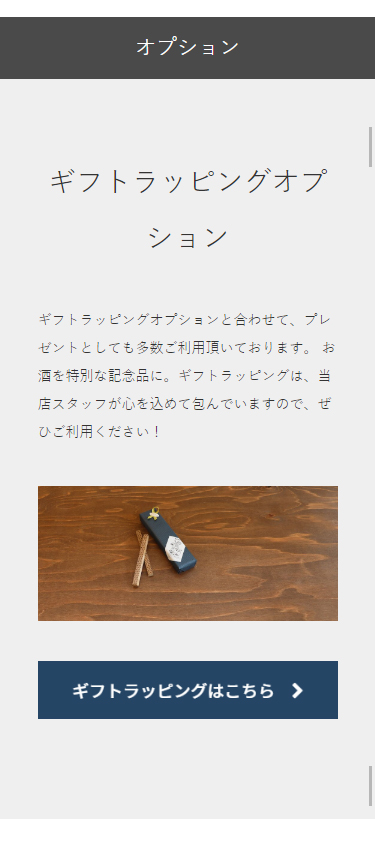 オプション
ギフトラッピングオプ
ション
ギフトラッピングオプションと合わせて、プレ
ゼントとしても多数ご利用頂いております。 お
酒を特別な記念品に。ギフトラッピングは、当
店スタッフが心を込めて包んでいますので、ぜ
ひご利用ください！
ギフトラッピングはこちら